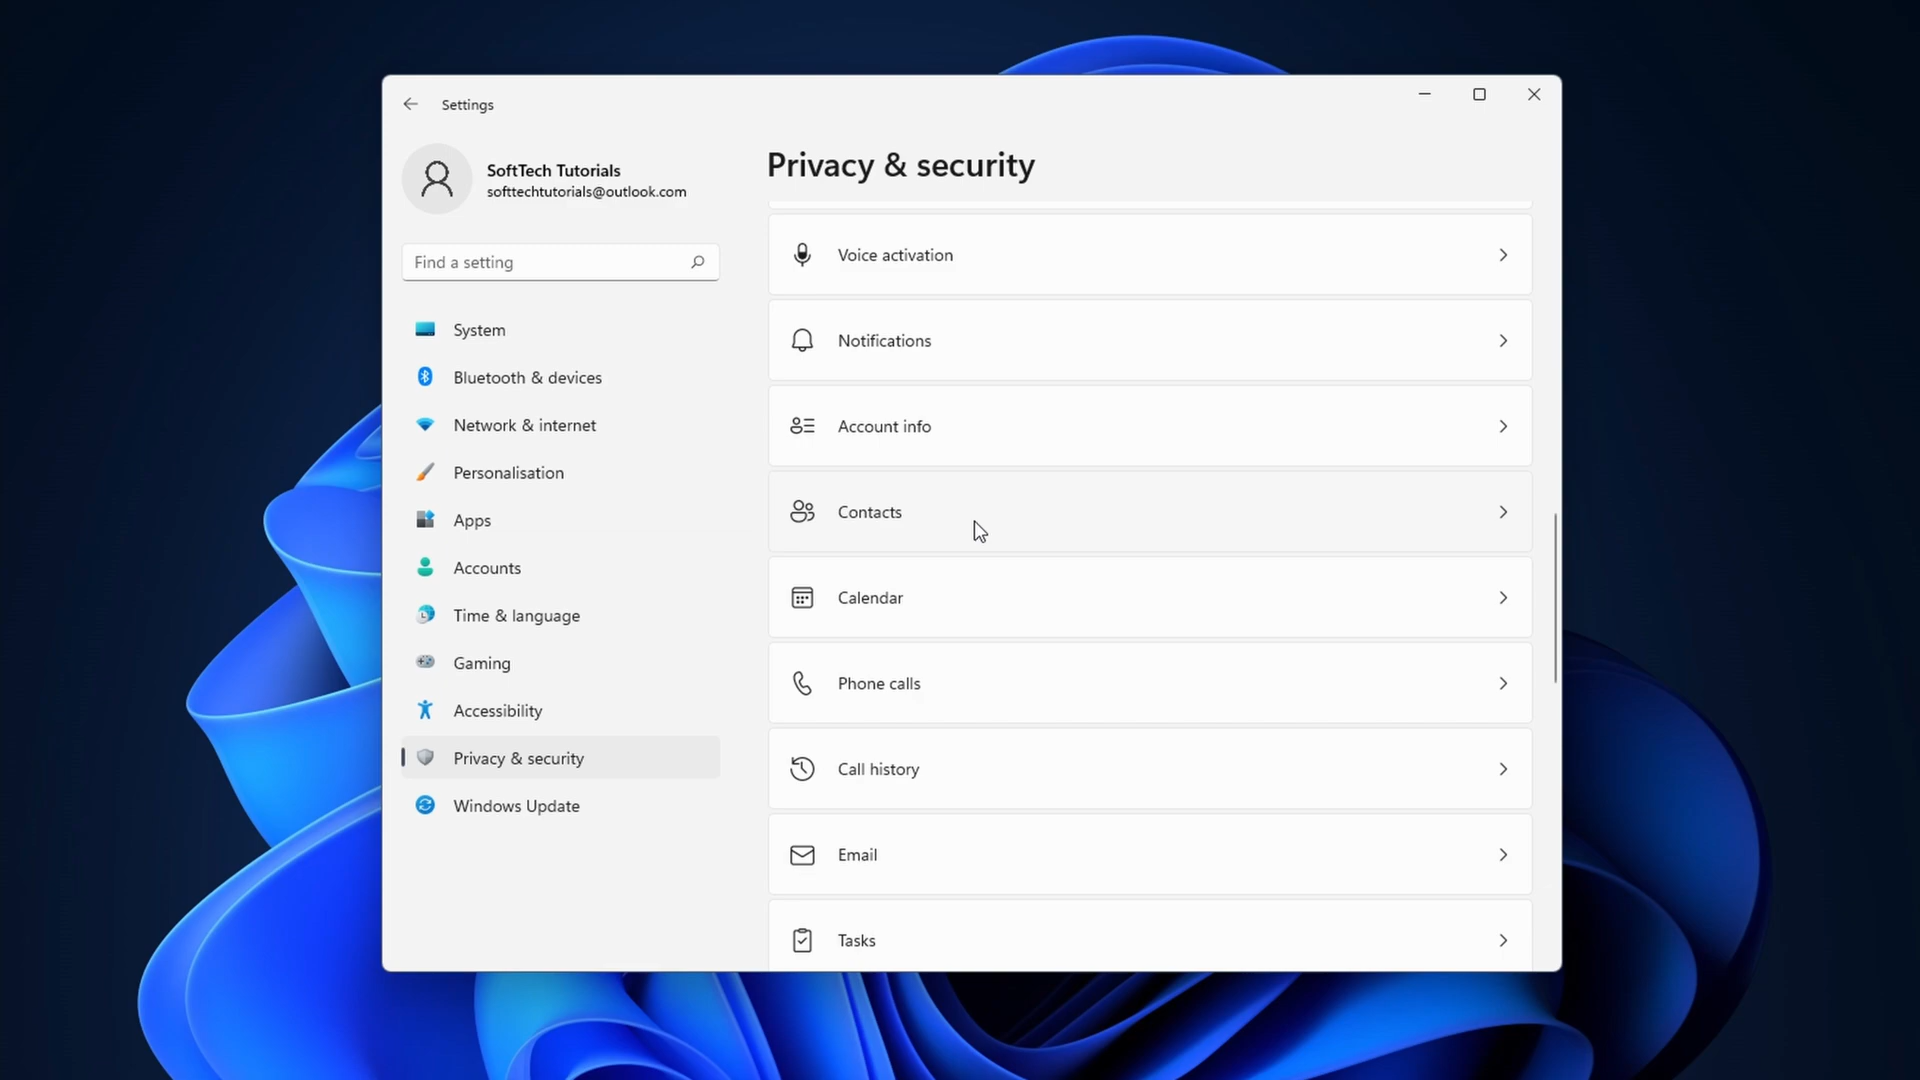 Settings
SoftTech Tutorials
softtechtutorials@outlook.com
Find a setting
System
Bluetooth & devices
Network & internet
Personalisation
Apps
Accounts
Time & language
Gaming
Accessibility
Privacy & security
Windows Update
Privacy & security
Voice activation
Notifications
Account info
Contacts
Calendar
Phone calls
Call history
Email
Tasks